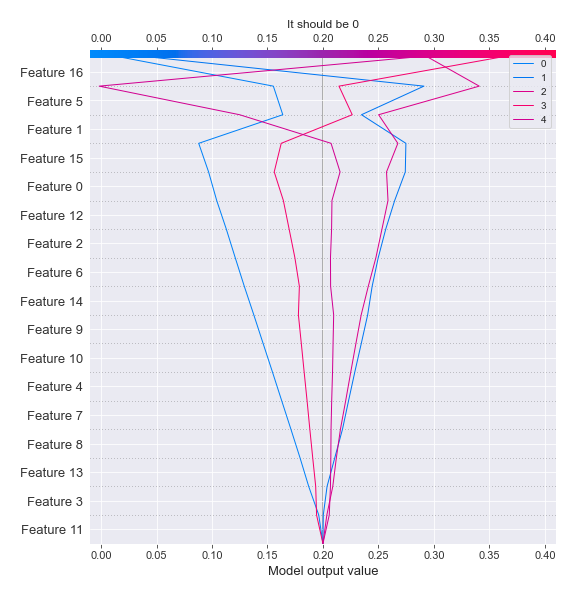 It should be 0
0.00 0.05 0.10 0.15 0.20 0.25 0.30 0.35 0.40
0
1
2
3
4
Feature 16
Feature 5
Feature 1
Feature 15
Feature 0
Feature 12
Feature 2
Feature 6
Feature 14
Feature 9
Feature 10
Feature 4
Feature 7
Feature 8
Feature 13
Feature 3
Feature 11
0.00 0.05 0.10 0.15 0.20 0.25 0.30 0.35 0.40
Model output value